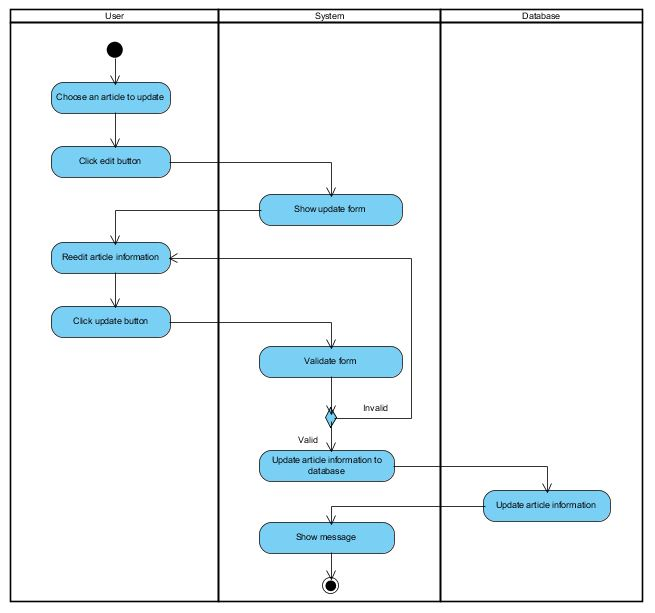 User
System
Database
Choose an article to update
Click edit button
Show update form
Reedit article information
Click update button
Validate form
Invalid
Valid
Update article information to
database
Update article information
Show message